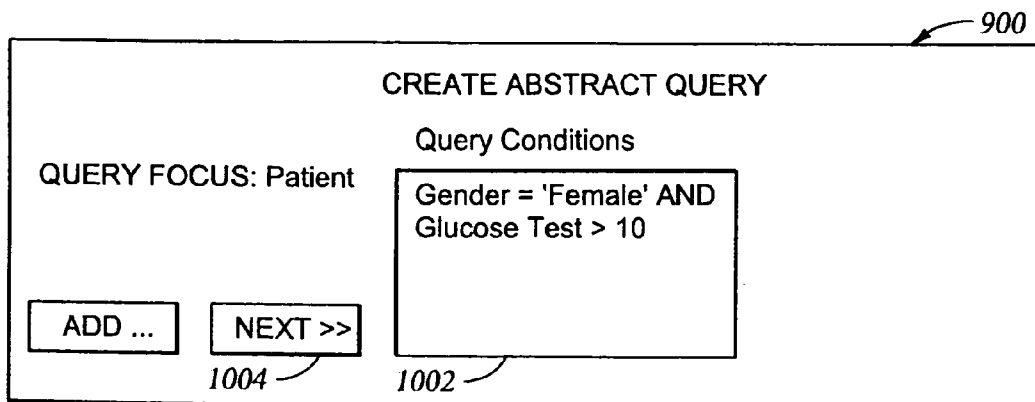 900
CREATE ABSTRACT QUERY
Query Conditions
QUERY FOCUS: Patient
Gender = 'Female' AND
Glucose Test > 10
ADD ...
NEXT >>
1004
1002